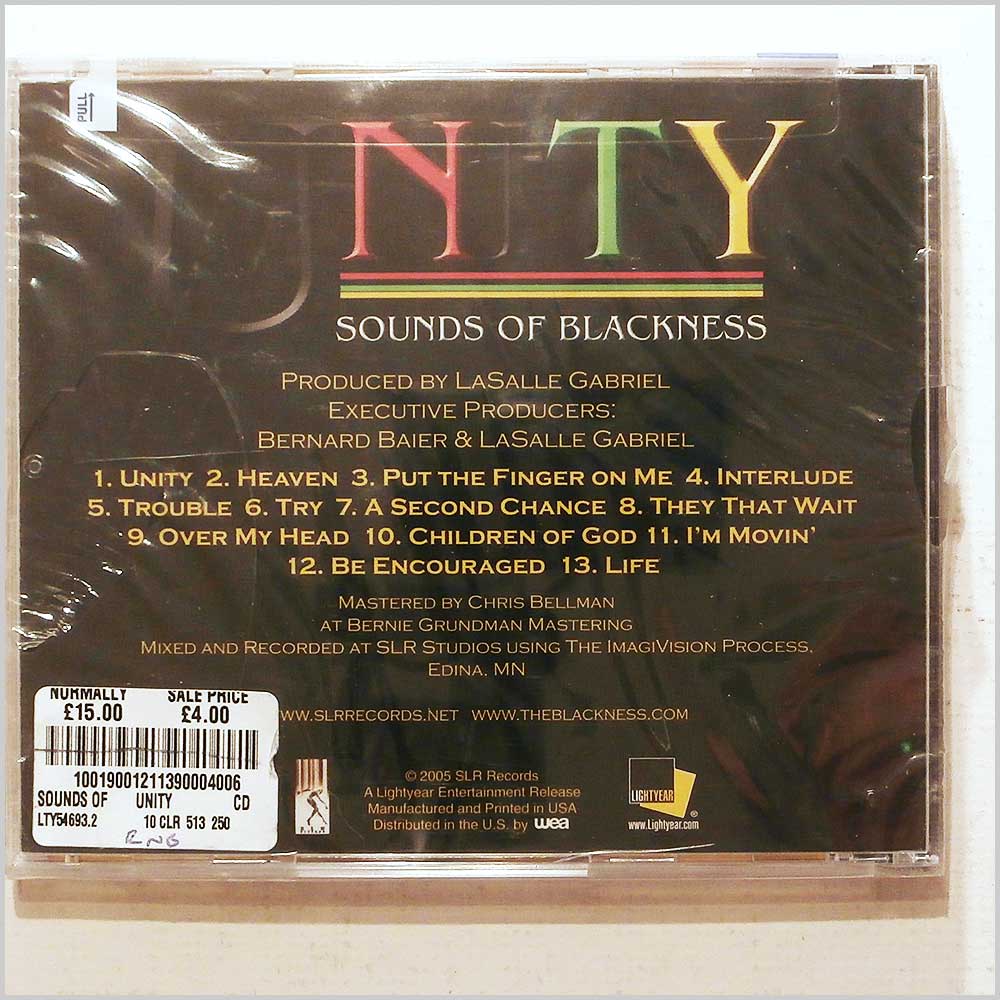 PULL
UNITY
SOUNDS OF BLACKNESS
PRODUCED BY LASALLE GABRIEL
EXECUTIVE PRODUCERS:
BERNARD BAIER & LASALLE GABRIEL
1. UNITY 2. HEAVEN 3. PUT THE FINGER ON ME 4. INTERLUDE
5. TROUBLE 6. TRY 7. A SECOND CHANCE 8. THEY THAT WAIT
9. OVER MY HEAD 10. CHILDREN OF GOD 11. I'M MOVIN'
12. BE ENCOURAGED 13. LIFE
MASTERED BY CHRIS BELLMAN
AT BERNIE GRUNDMAN MASTERING
MIXED AND RECORDED AT SLR STUDIOS USING THE IMAGIVISION PROCESS,
EDINA, MN
WWW.SLRRECORDS.NET WWW.THEBLACKNESS.COM
NORMALLY SALE PRICE
£15.00 £4.00
10019001211390004006
SOUNDS OF UNITY CD
LTY54693.2 10 CLR 513 250
ENG
© 2005 SLR Records
A Lightyear Entertainment Release
Manufactured and Printed in USA
Distributed in the U.S. by wea
LIGHTYEAR®
www.Lightyear.com